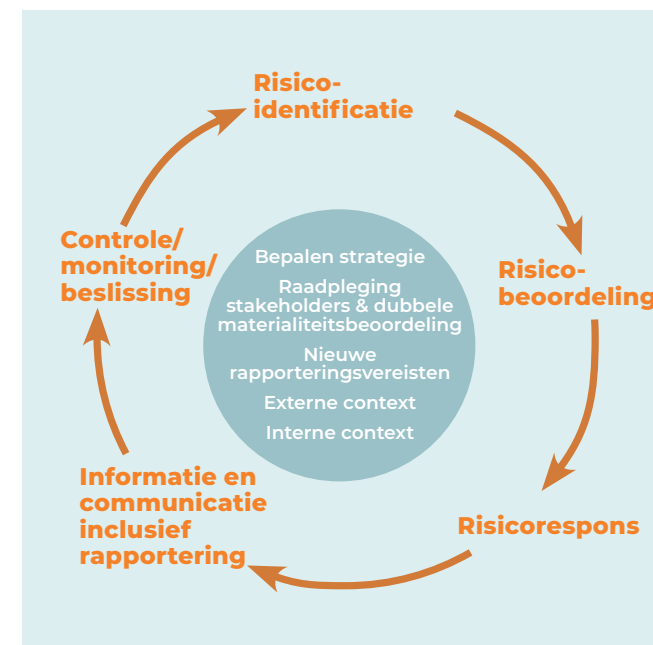 Risico-
identificatie
Risico-
beoordeling
Risicorespons
Informatie en
communicatie
inclusief
rapportering
Controle/
monitoring/
beslissing
Bepalen strategie
Raadpleging
stakeholders & dubbele
materialiteitsbeoordeling
Nieuwe
rapporteringsvereisten
Externe context
Interne context